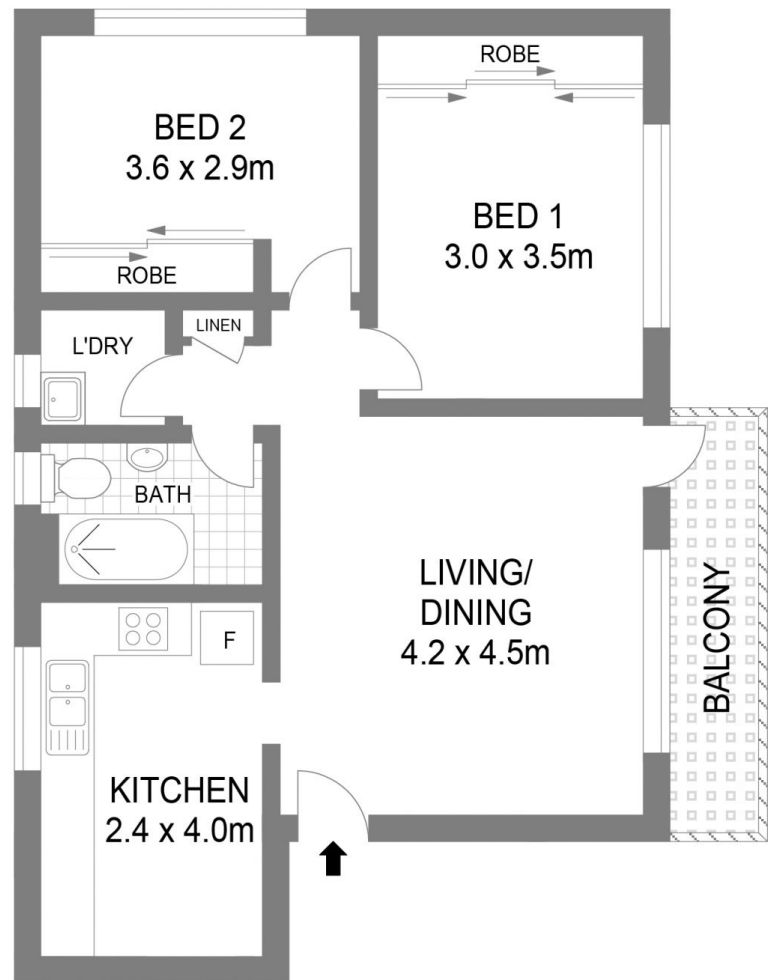 ROBE
BED 2
3.6 x 2.9m
BED 1
3.0 x 3.5m
ROBE
LINEN
L'DRY
BATH
LIVING/
DINING
4.2 x 4.5m
BALCONY
F
KITCHEN
2.4 x 4.0m